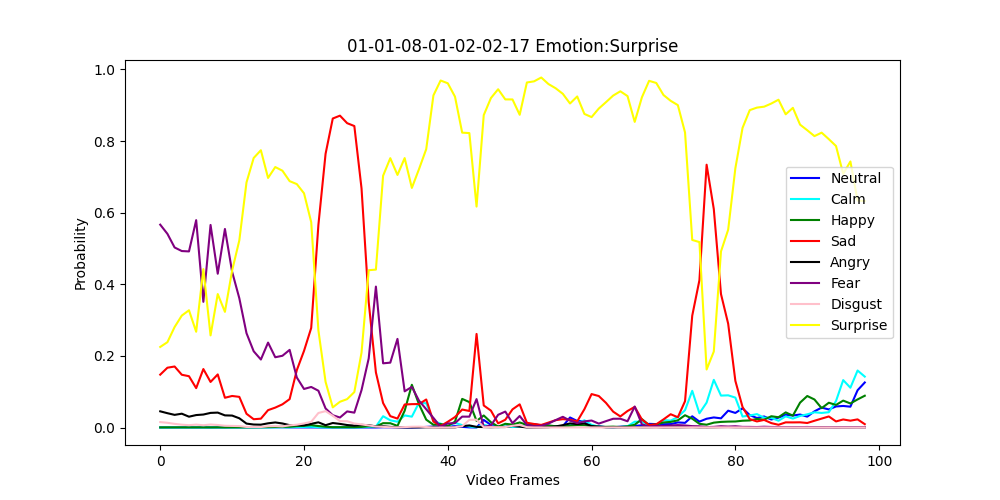 01-01-08-01-02-02-17 Emotion:Surprise
1.0
0.8
0.6
0.4
0.2
0.0
Probability
0
20
40
60
80
100
Video Frames
Neutral
Calm
Happy
Sad
Angry
Fear
Disgust
Surprise